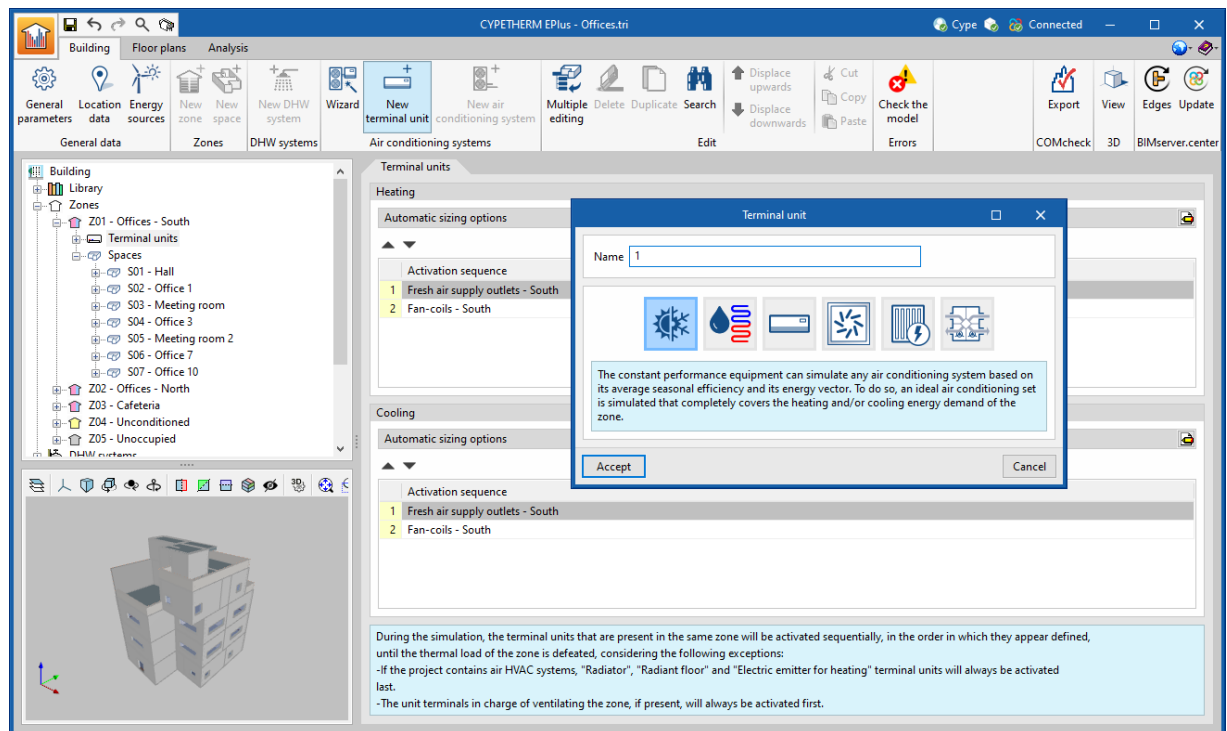 CYPETHERM EPlus - Offices.tri
Cype
Connected
Building Floor plans Analysis
General parameters
Location data
Energy sources
General data
New zone
New space
Zones
New DHW system
DHW systems
Wizard
New terminal unit
New air conditioning system
Air conditioning systems
Multiple editing
Delete
Duplicate
Search
Displace upwards
Displace downwards
Cut
Copy
Paste
Edit
Check the model
Errors
Export
COMcheck
View
3D
Edges
Update
BIMserver.center
Building
Library
Zones
Z01 - Offices - South
Terminal units
Spaces
S01 - Hall
S02 - Office 1
S03 - Meeting room
S04 - Office 3
S05 - Meeting room 2
S06 - Office 7
S07 - Office 10
Z02 - Offices - North
Z03 - Cafeteria
Z04 - Unconditioned
Z05 - Unoccupied
DHW systems
Terminal units
Heating
Automatic sizing options
Activation sequence
1 Fresh air supply outlets - South
2 Fan-coils - South
Cooling
Automatic sizing options
Activation sequence
1 Fresh air supply outlets - South
2 Fan-coils - South
Terminal unit
Name 1
The constant performance equipment can simulate any air conditioning system based on
its average seasonal efficiency and its energy vector. To do so, an ideal air conditioning set
is simulated that completely covers the heating and/or cooling energy demand of the
zone.
Accept
Cancel
During the simulation, the terminal units that are present in the same zone will be activated sequentially, in the order in which they appear defined,
until the thermal load of the zone is defeated, considering the following exceptions:
-If the project contains air HVAC systems, "Radiator", "Radiant floor" and "Electric emitter for heating" terminal units will always be activated
last.
-The unit terminals in charge of ventilating the zone, if present, will always be activated first.